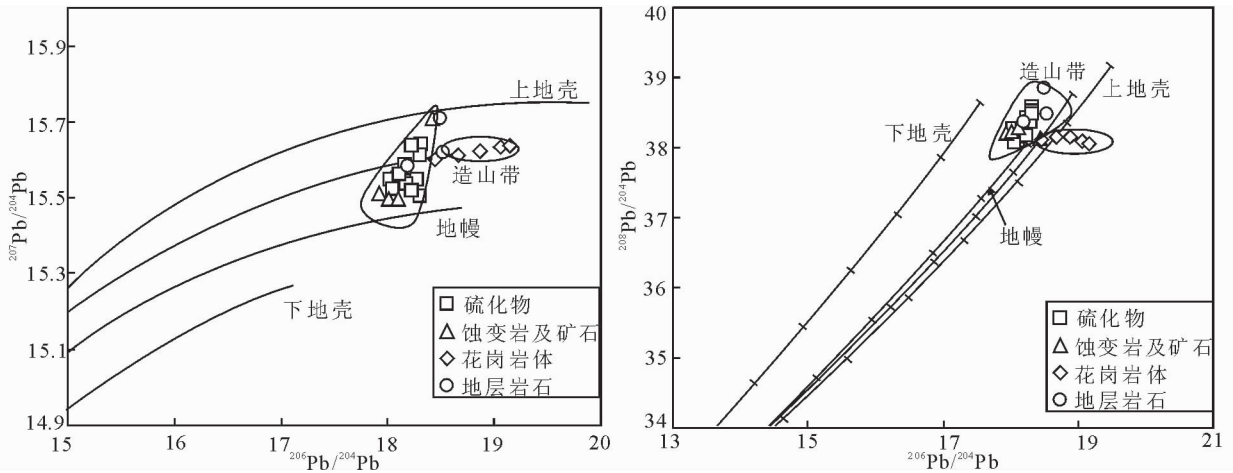 15.9
15.7
15.5
15.3
15.1
14.9
²⁰⁷Pb/²⁰⁴Pb
上地壳
造山带
地幔
下地壳
硫化物
蚀变岩及矿石
花岗岩体
地层岩石
15
16
17
18
19
20
²⁰⁶Pb/²⁰⁴Pb
40
39
38
37
36
35
34
²⁰⁸Pb/²⁰⁴Pb
造山带
上地壳
下地壳
地幔
硫化物
蚀变岩及矿石
花岗岩体
地层岩石
13
15
17
19
21
²⁰⁶Pb/²⁰⁴Pb